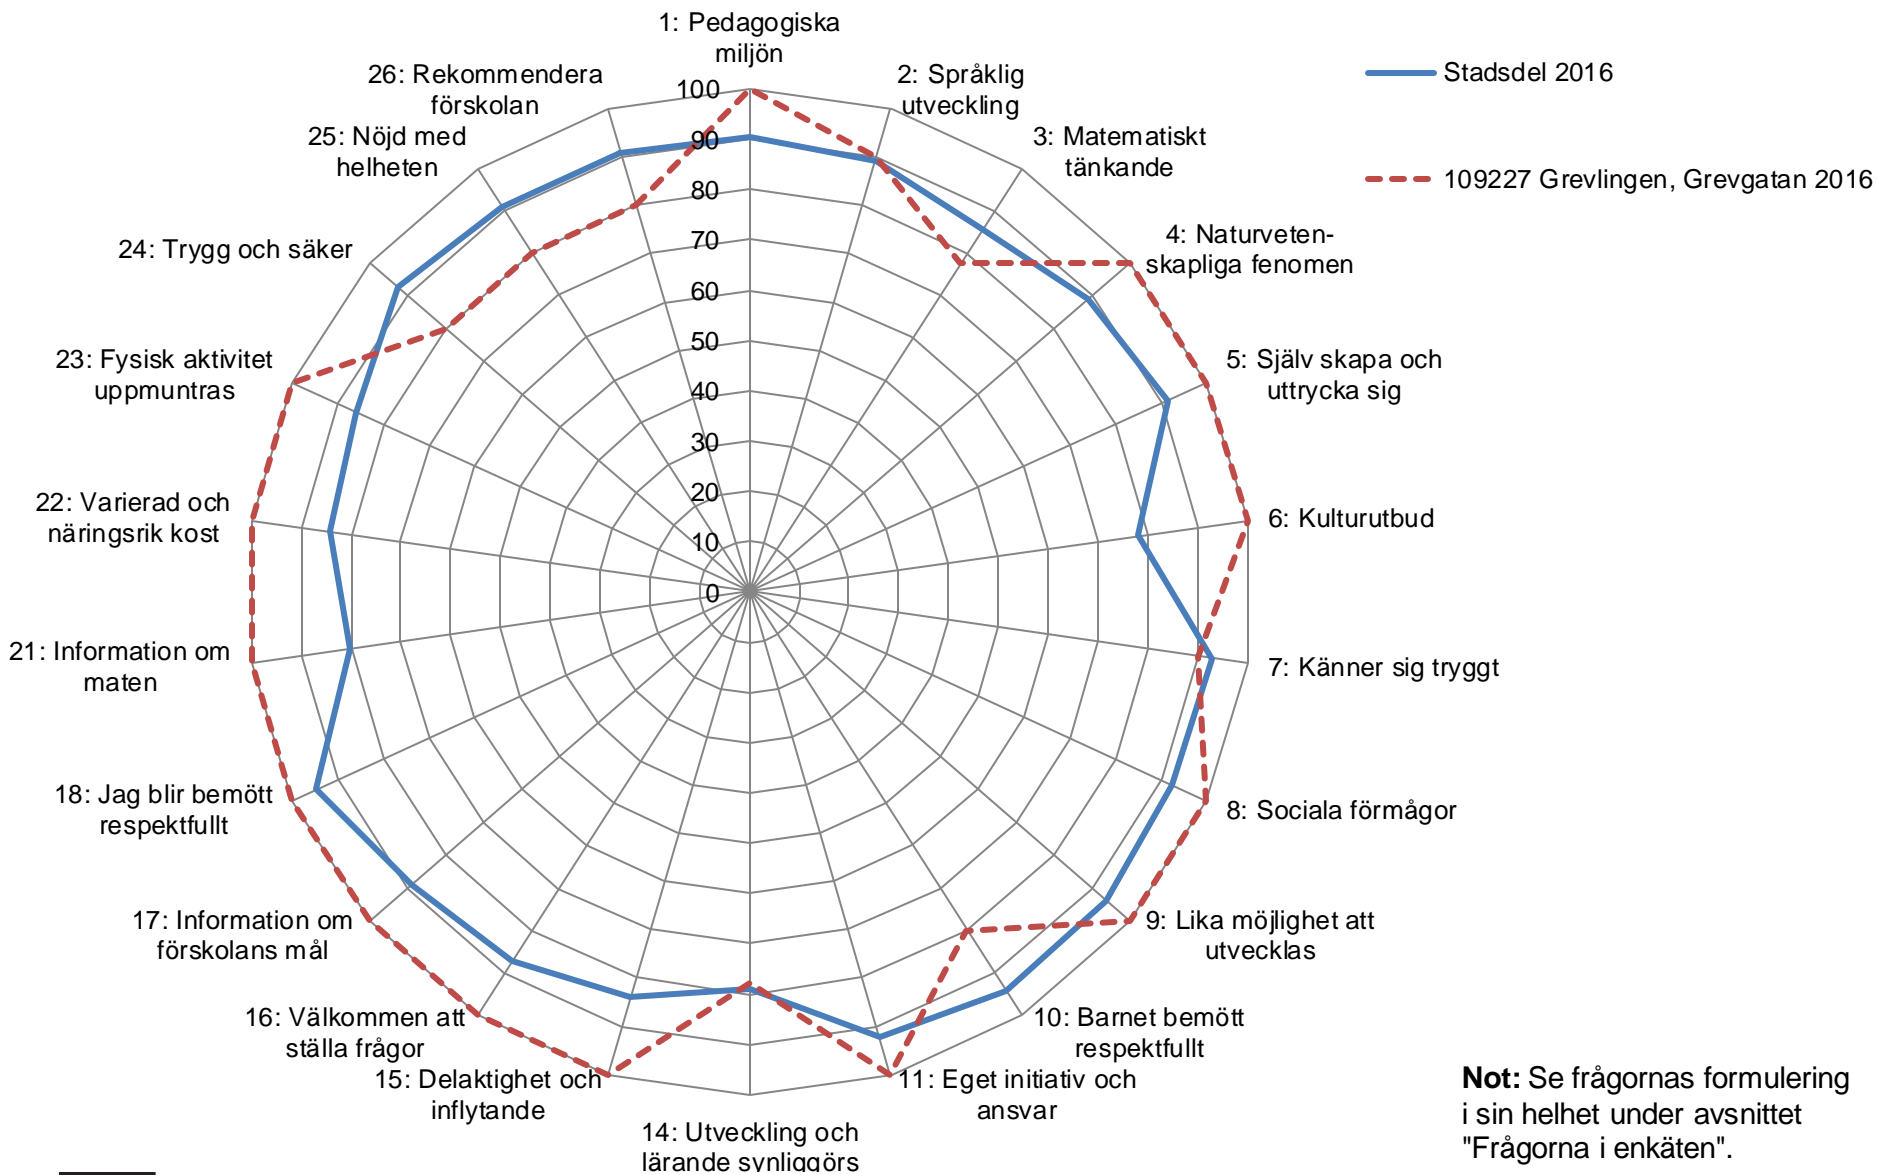 1: Pedagogiska
miljön
2: Språklig
utveckling
3: Matematiskt
tänkande
4: Naturveten-
skapliga fenomen
5: Själv skapa och
uttrycka sig
6: Kulturutbud
7: Känner sig tryggt
8: Sociala förmågor
9: Lika möjlighet att
utvecklas
10: Barnet bemött
respektfullt
11: Eget initiativ och
ansvar
14: Utveckling och
lärande synliggörs
15: Delaktighet och
inflytande
16: Välkommen att
ställa frågor
17: Information om
förskolans mål
18: Jag blir bemött
respektfullt
21: Information om
maten
22: Varierad och
näringsrik kost
23: Fysisk aktivitet
uppmuntras
24: Trygg och säker
25: Nöjd med
helheten
26: Rekommendera
förskolan
100
90
80
70
60
50
40
30
20
10
0
Stadsdel 2016
109227 Grevlingen, Grevgatan 2016
Not: Se frågornas formulering
i sin helhet under avsnittet
"Frågorna i enkäten".